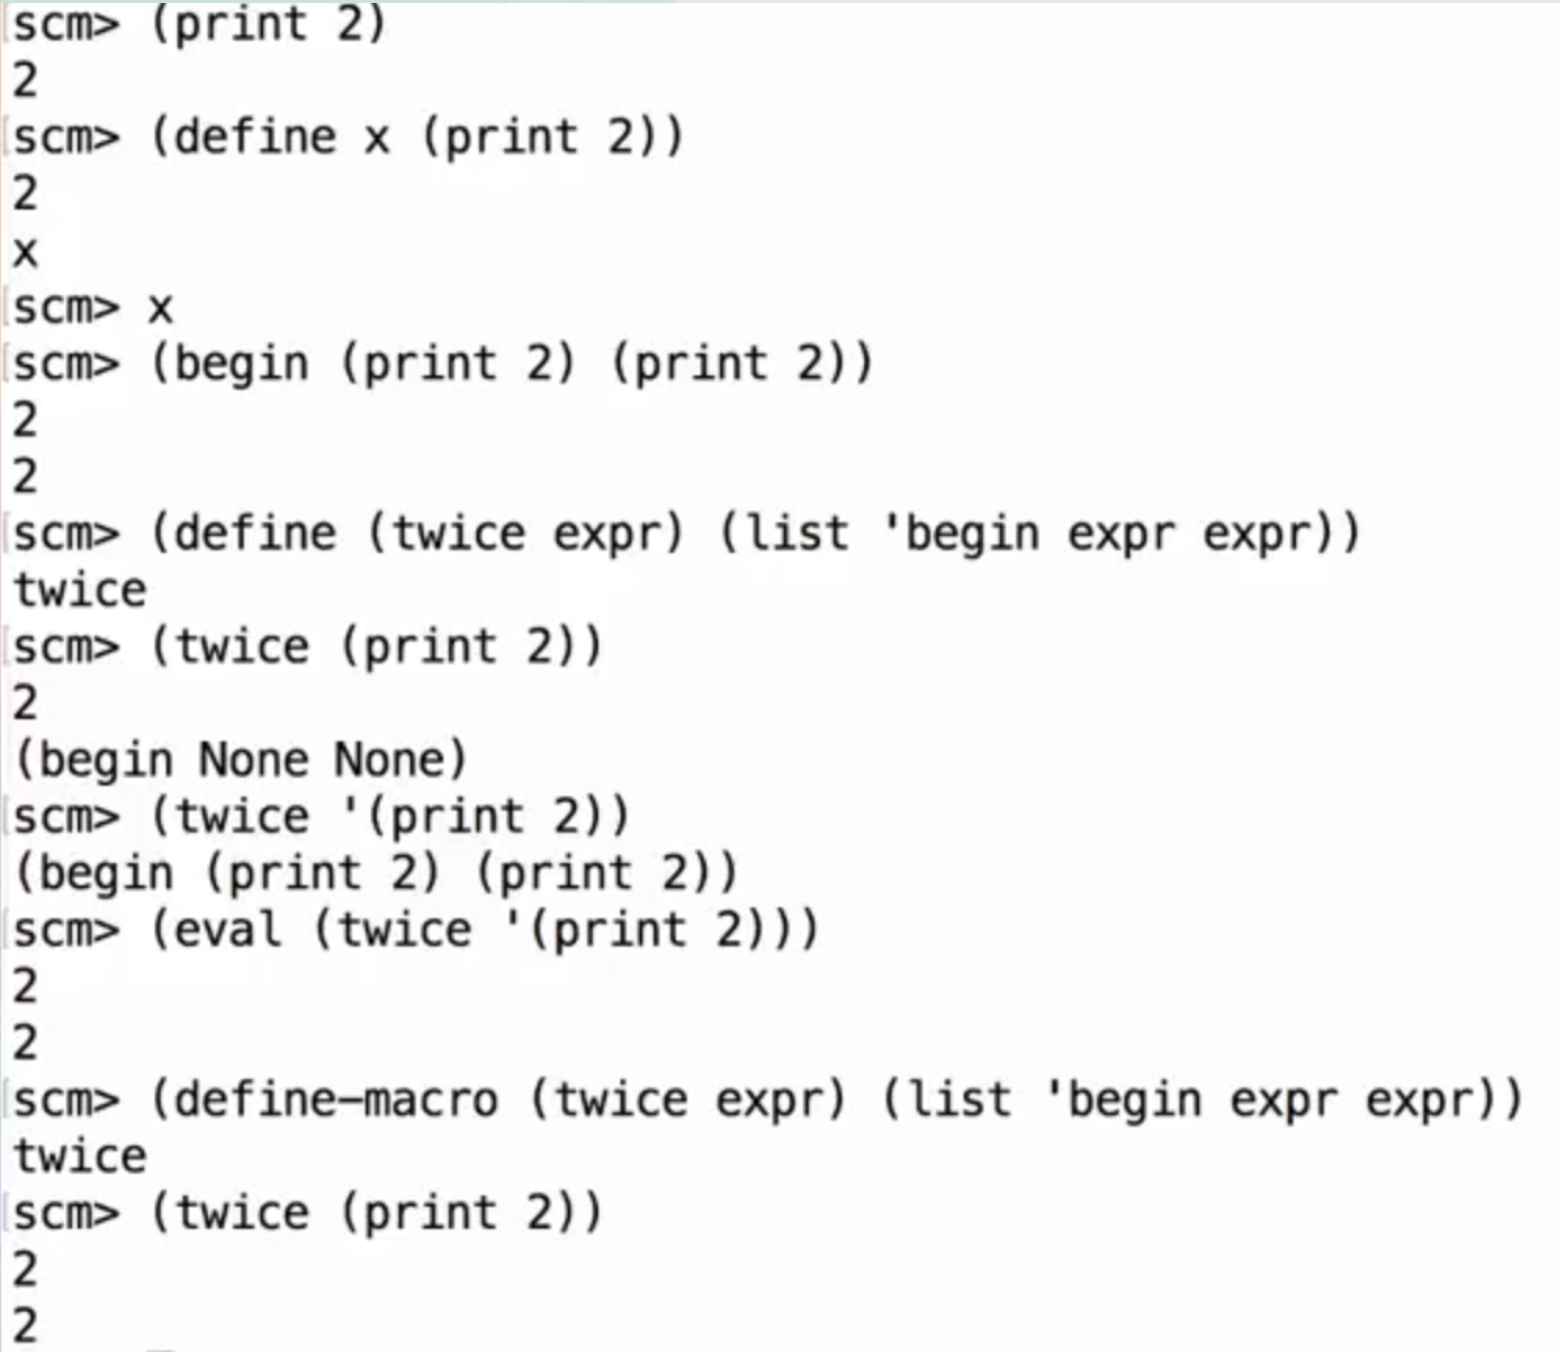 scm> (print 2)
2
scm> (define x (print 2))
2
x
scm> x
scm> (begin (print 2) (print 2))
2
2
scm> (define (twice expr) (list 'begin expr expr))
twice
scm> (twice (print 2))
2
(begin None None)
scm> (twice '(print 2))
(begin (print 2) (print 2))
scm> (eval (twice '(print 2)))
2
2
scm> (define-macro (twice expr) (list 'begin expr expr))
twice
scm> (twice (print 2))
2
2